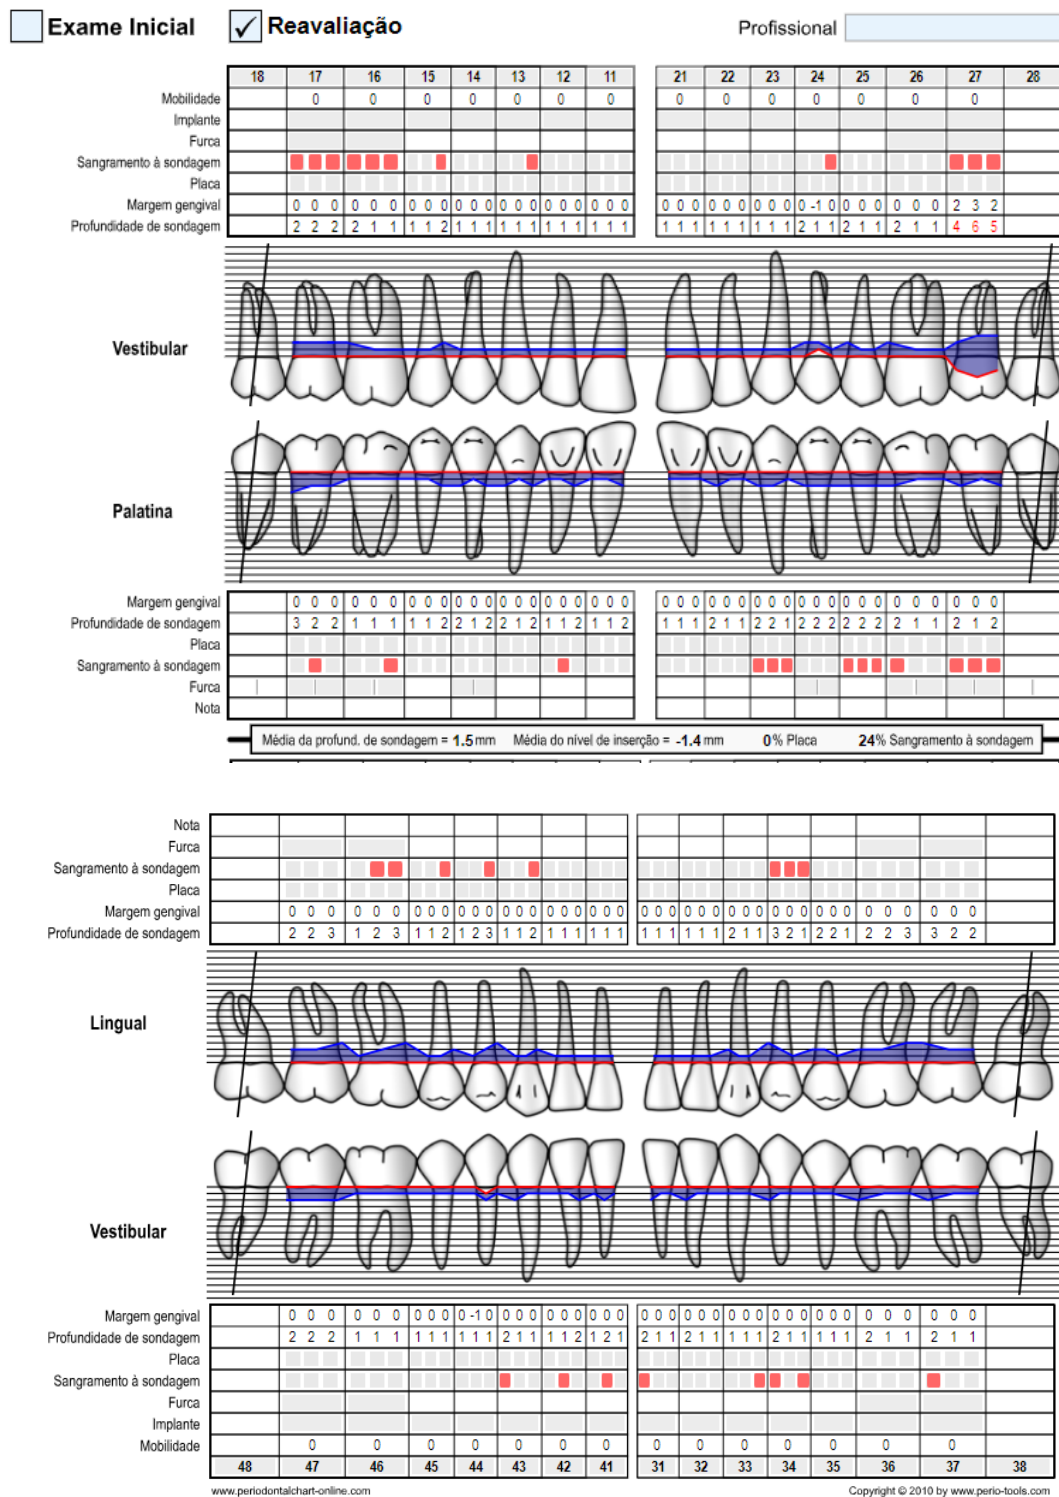 Exame Inicial ✓ Reavaliação Profissional
18 17 16 15 14 13 12 11 21 22 23 24 25 26 27 28
Mobilidade 0 0 0 0 0 0 0 0 0 0 0 0 0 0
Implante
Furca
Sangramento à sondagem
Placa
Margem gengival 0 0 0 0 0 0 0 0 0 0 0 0 0 0 0 0 0 0 0 0 0 0 0 0 0 0 0 0 0 0 0 -1 0 0 0 0 0 0 0 2 3 2
Profundidade de sondagem 2 2 2 2 1 1 1 1 2 1 1 1 1 1 1 1 1 1 1 1 1 1 1 1 1 1 1 1 1 1 2 1 1 2 1 1 2 1 1 4 6 5
Vestibular
Palatina
Margem gengival 0 0 0 0 0 0 0 0 0 0 0 0 0 0 0 0 0 0 0 0 0 0 0 0 0 0 0 0 0 0 0 0 0 0 0 0 0 0 0 0 0 0
Profundidade de sondagem 3 2 2 1 1 1 1 1 2 2 1 2 2 1 2 1 1 2 1 1 2 1 1 1 2 1 1 2 2 1 2 2 2 2 2 2 2 1 1 2 1 2
Placa
Sangramento à sondagem
Furca
Nota
Média da profund. de sondagem = 1.5 mm Média do nível de inserção = -1.4 mm 0% Placa 24% Sangramento à sondagem
Nota
Furca
Sangramento à sondagem
Placa
Margem gengival 0 0 0 0 0 0 0 0 0 0 0 0 0 0 0 0 0 0 0 0 0 0 0 0 0 0 0 0 0 0 0 0 0 0 0 0 0 0 0 0 0 0
Profundidade de sondagem 2 2 3 1 2 3 1 1 2 1 2 3 1 1 2 1 1 1 1 1 1 1 1 1 1 1 1 2 1 1 3 2 1 2 2 1 2 2 3 3 2 2
Lingual
Vestibular
Margem gengival 0 0 0 0 0 0 0 0 0 0 -1 0 0 0 0 0 0 0 0 0 0 0 0 0 0 0 0 0 0 0 0 0 0 0 0 0 0 0 0 0 0 0
Profundidade de sondagem 2 2 2 1 1 1 1 1 1 1 1 1 2 1 1 1 1 2 1 2 1 2 1 1 2 1 1 1 1 1 2 1 1 1 1 1 2 1 1 2 1 1
Placa
Sangramento à sondagem
Furca
Implante
Mobilidade 0 0 0 0 0 0 0 0 0 0 0 0 0 0
48 47 46 45 44 43 42 41 31 32 33 34 35 36 37 38
www.periodontalchart-online.com Copyright © 2010 by www.perio-tools.com